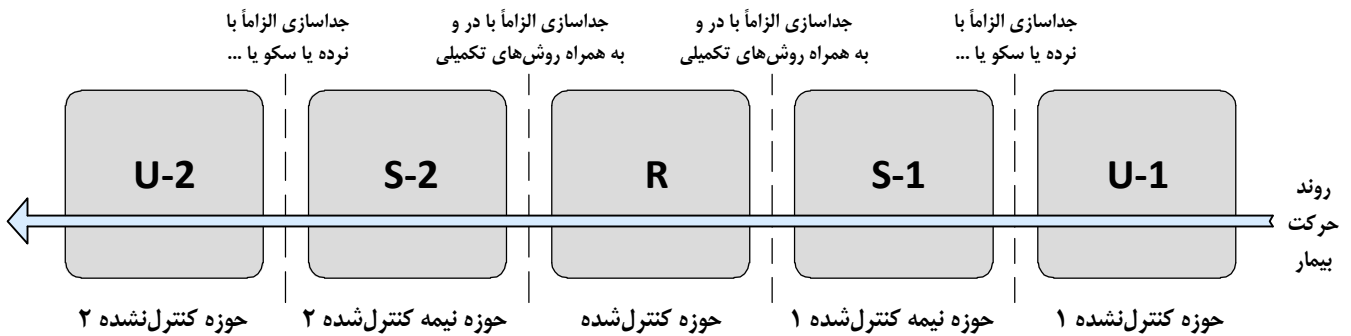 جداسازی الزاماً با
نرده یا سکو یا ...
جداسازی الزاماً با در و
به همراه روش‌های تکمیلی
جداسازی الزاماً با در و
به همراه روش‌های تکمیلی
جداسازی الزاماً با
نرده یا سکو یا ...
U-1
S-1
R
S-2
U-2
روند
حرکت
بیمار
حوزه کنترل‌نشده ۱
حوزه نیمه کنترل‌شده ۱
حوزه کنترل‌شده
حوزه نیمه کنترل‌شده ۲
حوزه کنترل‌نشده ۲